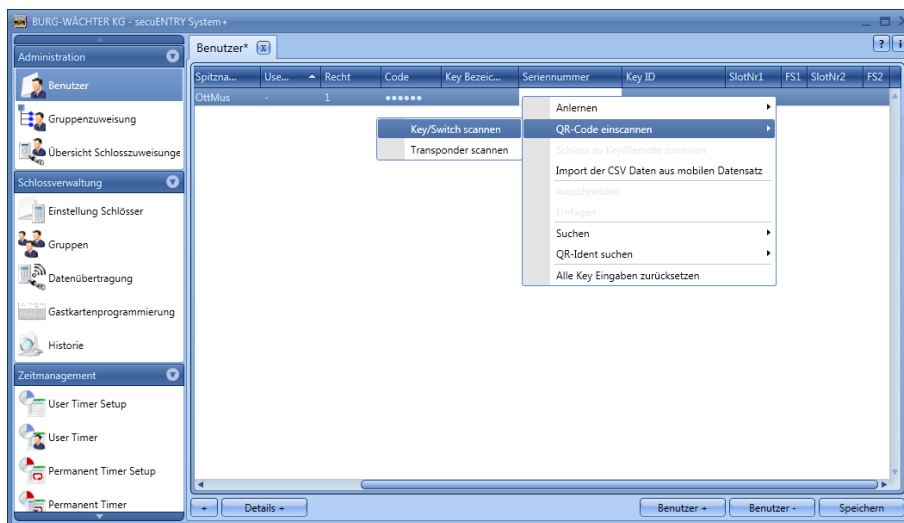 BURG-WÄCHTER KG - secuENTRY System+
Administration
Benutzer
Gruppenzuweisung
Übersicht Schlosszuweisunge
Schlossverwaltung
Einstellung Schlösser
Gruppen
Datenübertragung
Gastkartenprogrammierung
Historie
Zeitmanagement
User Timer Setup
User Timer
Permanent Timer Setup
Permanent Timer
Benutzer* x
? i
Spitzna... Use... Recht Code Key Bezeic... Seriennummer Key ID SlotNr1 FS1 SlotNr2 FS2
OttMus - 1 ••••••
Key/Switch scannen
Transponder scannen
Anlernen
QR-Code einscannen
Schloss zu Key/Remote zuweisen
Import der CSV Daten aus mobilen Datensatz
Ausschneiden
Einfügen
Suchen
QR-Ident suchen
Alle Key Eingaben zurücksetzen
+ Details + Benutzer + Benutzer - Speichern